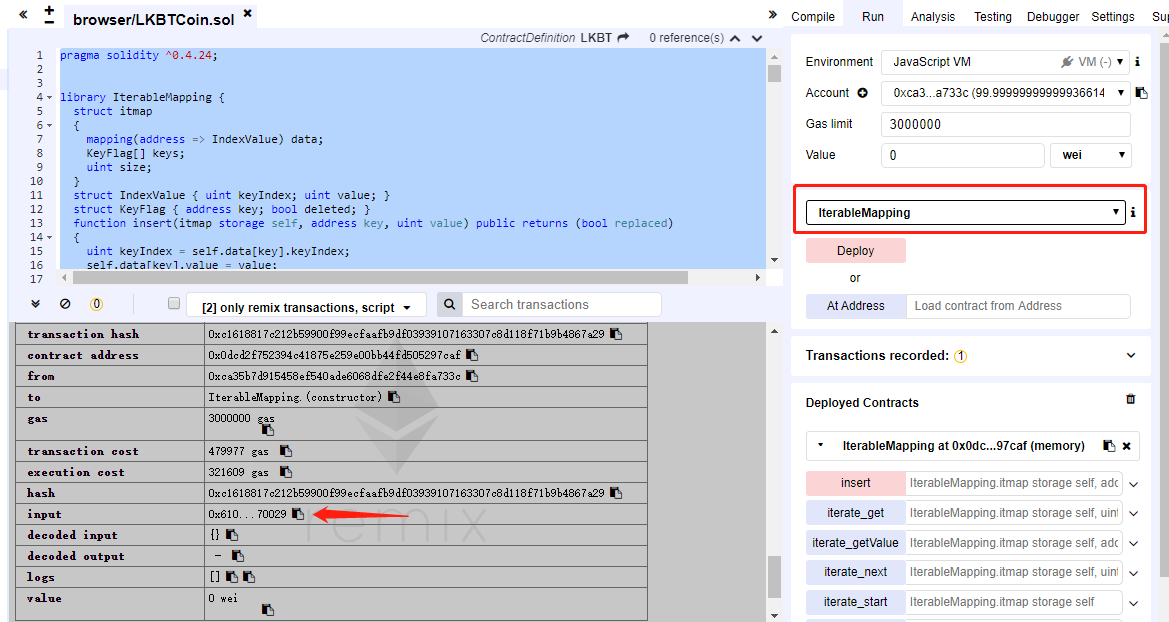 browser/LKBTCoin.sol
ContractDefinition LKBT 0 reference(s)
1 pragma solidity ^0.4.24;
2
3
4 library IterableMapping {
5 struct itmap
6 {
7 mapping(address => IndexValue) data;
8 KeyFlag[] keys;
9 uint size;
10 }
11 struct IndexValue { uint keyIndex; uint value; }
12 struct KeyFlag { address key; bool deleted; }
13 function insert(itmap storage self, address key, uint value) public returns (bool replaced)
14 {
15 uint keyIndex = self.data[key].keyIndex;
16 self.data[key].value = value;
17
0 [2] only remix transactions, script Search transactions
transaction hash 0xc1618817c212b59900f99ecfaafb9df03939107163307c8d118f71b9b4867a29
contract address 0x0dcd2f752394c41875e259e00bb44fd505297caf
from 0xca35b7d915458ef540ade6068dfe2f44e8fa733c
to IterableMapping.(constructor)
gas 3000000 gas
transaction cost 479977 gas
execution cost 321609 gas
hash 0xc1618817c212b59900f99ecfaafb9df03939107163307c8d118f71b9b4867a29
input 0x610...70029
remix
decoded input {}
decoded output -
logs []
value 0 wei
Compile Run Analysis Testing Debugger Settings Sup
Environment JavaScript VM VM (-) i
Account 0xca3...a733c (99.99999999999936614
Gas limit 3000000
Value 0 wei
IterableMapping i
Deploy
or
At Address Load contract from Address
Transactions recorded: 1
Deployed Contracts
IterableMapping at 0x0dc...97caf (memory)
insert IterableMapping.itmap storage self, add
iterate_get IterableMapping.itmap storage self, uint
iterate_getValue IterableMapping.itmap storage self, add
iterate_next IterableMapping.itmap storage self, uint
iterate_start IterableMapping.itmap storage self